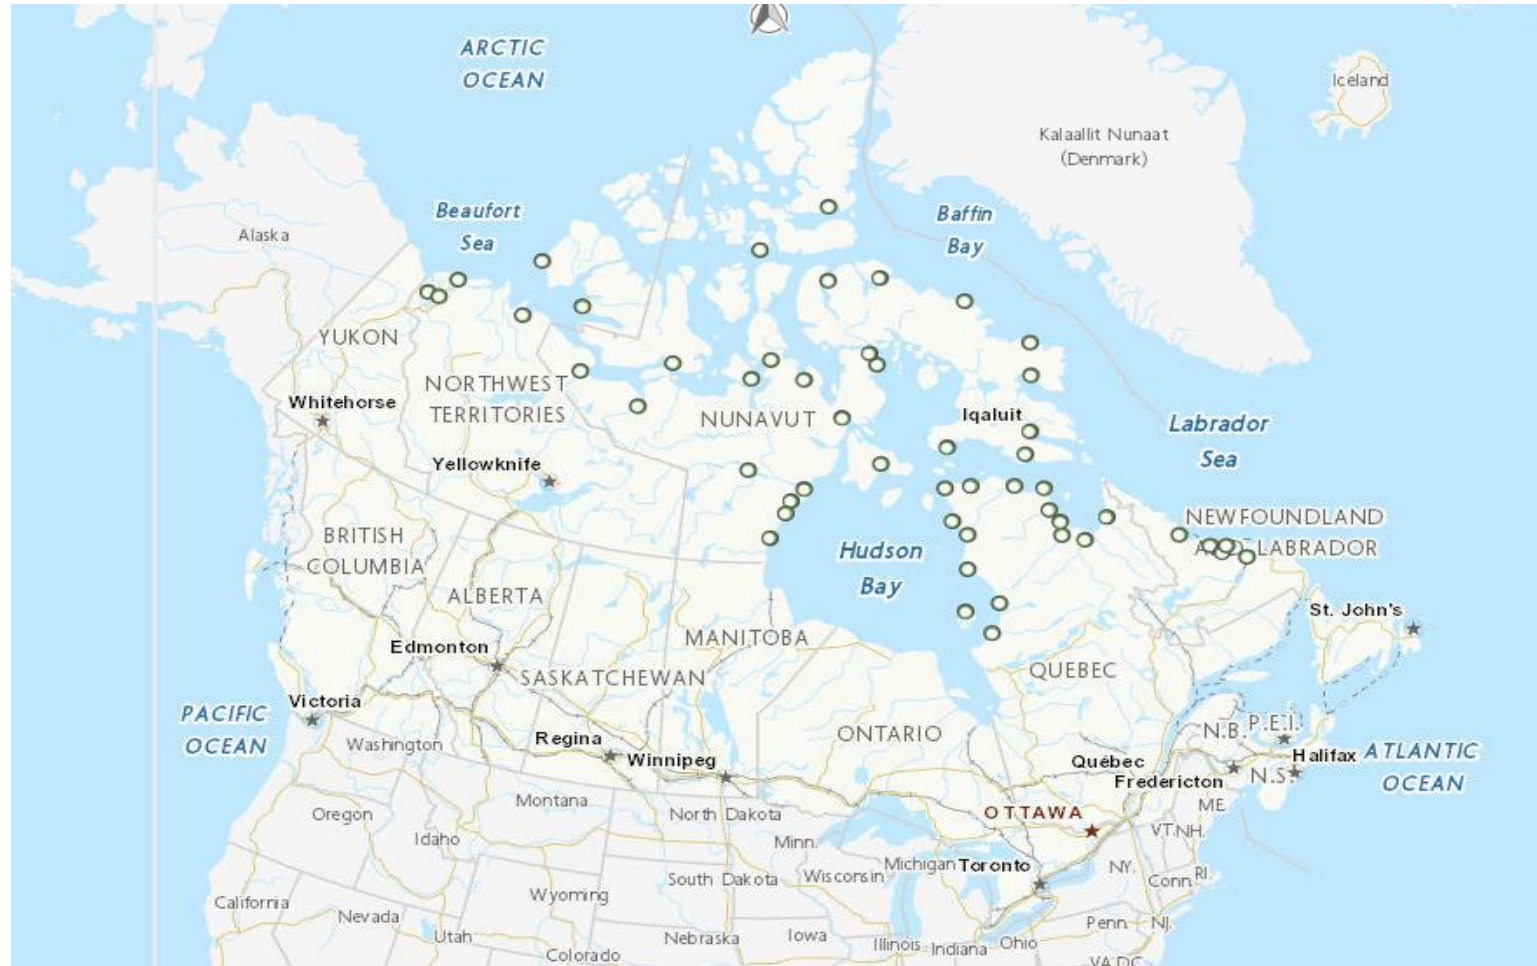 ARCTIC
OCEAN
Iceland
Kalaallit Nunaat
(Denmark)
Beaufort
Sea
Baffin
Bay
Alaska
YUKON
NORTHWEST
TERRITORIES
Whitehorse
NUNAVUT
Iqaluit
Labrador
Sea
Yellowknife
BRITISH
COLUMBIA
NEWFOUNDLAND
AND LABRADOR
Hudson
Bay
ALBERTA
St. John's
MANITOBA
Edmonton
SASKATCHEWAN
QUEBEC
Victoria
PACIFIC
OCEAN
Washington
Regina
Winnipeg
ONTARIO
N.B.
P.E.I.
Québec
Halifax
ATLANTIC
OCEAN
Fredericton
N.S.
Montana
North Dakota
OTTAWA
ME
Oregon
Idaho
Minn.
VT.
NH.
Michigan
Toronto
South Dakota
Wisconsin
NY.
Conn.
RI.
Wyoming
California
Nevada
Utah
Nebraska
Iowa
Illinois
Indiana
Ohio
Penn
NJ.
Colorado
VA.
DC